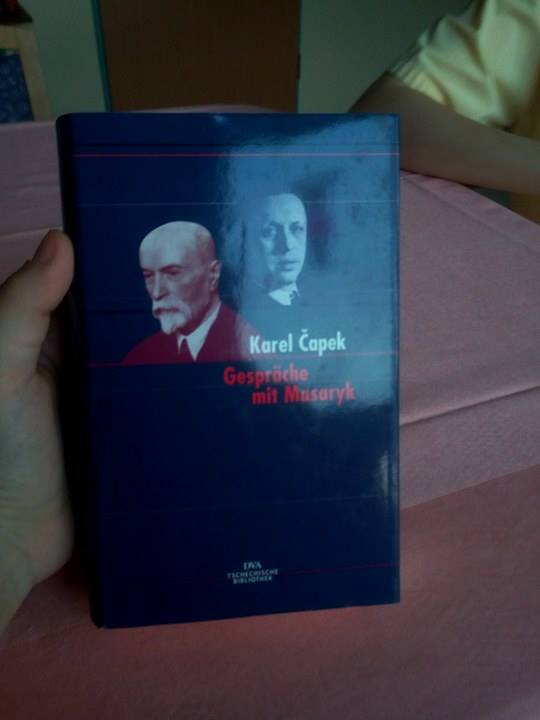 Karel Čapek
Gespräche
mit Masaryk
DVA
TSCHECHISCHE
BIBLIOTHEK